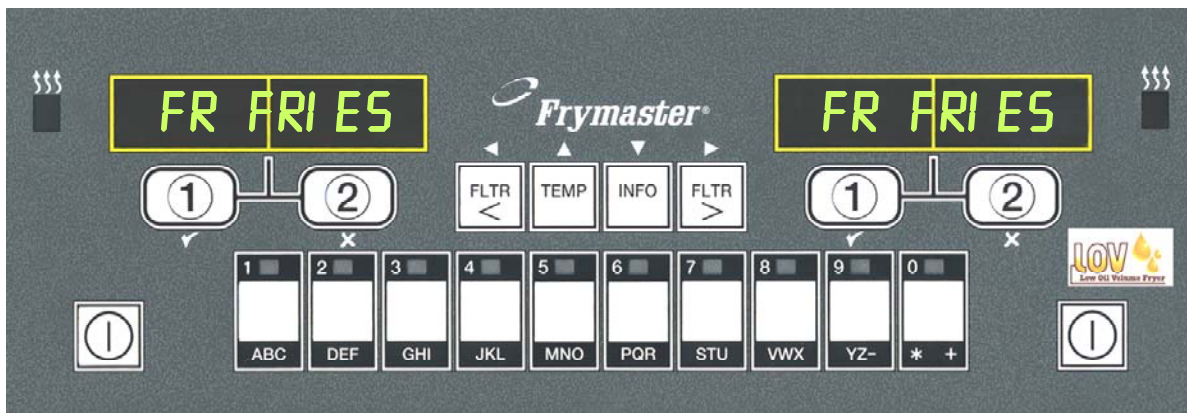 FR FRIES
Frymaster®
FR FRIES
1 2
FLTR < TEMP INFO FLTR >
1 2
LOV
Low Oil Volume Fryer
1 2 3 4 5 6 7 8 9 0
ABC DEF GHI JKL MNO PQR STU VWX YZ- * +